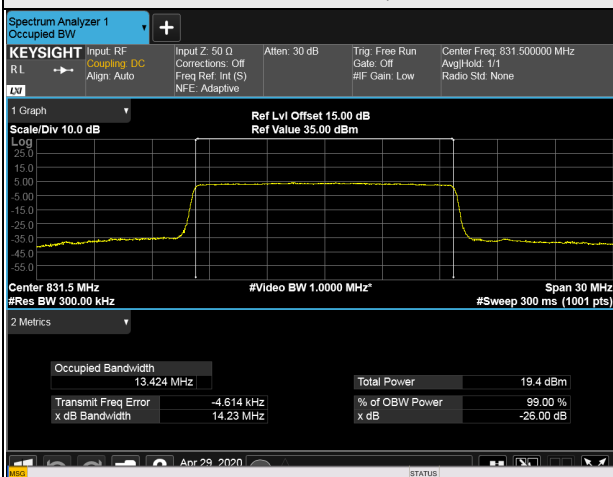 Spectrum Analyzer 1
Occupied BW
KEYSIGHT
RL
LXI
Input: RF
Coupling: DC
Align: Auto
Input Z: 50 Ω
Corrections: Off
Freq Ref: Int (S)
NFE: Adaptive
Atten: 30 dB
Trig: Free Run
Gate: Off
#IF Gain: Low
Center Freq: 831.500000 MHz
Avg|Hold: 1/1
Radio Std: None
1 Graph
Scale/Div 10.0 dB
Ref Lvl Offset 15.00 dB
Ref Value 35.00 dBm
Log
25.0
15.0
5.00
-5.00
-15.0
-25.0
-35.0
-45.0
-55.0
Center 831.5 MHz
#Res BW 300.00 kHz
#Video BW 1.0000 MHz*
Span 30 MHz
#Sweep 300 ms (1001 pts)
2 Metrics
Occupied Bandwidth
13.424 MHz
Total Power 19.4 dBm
Transmit Freq Error -4.614 kHz
% of OBW Power 99.00 %
x dB Bandwidth 14.23 MHz
x dB -26.00 dB
Apr 29, 2020
MSG
STATUS